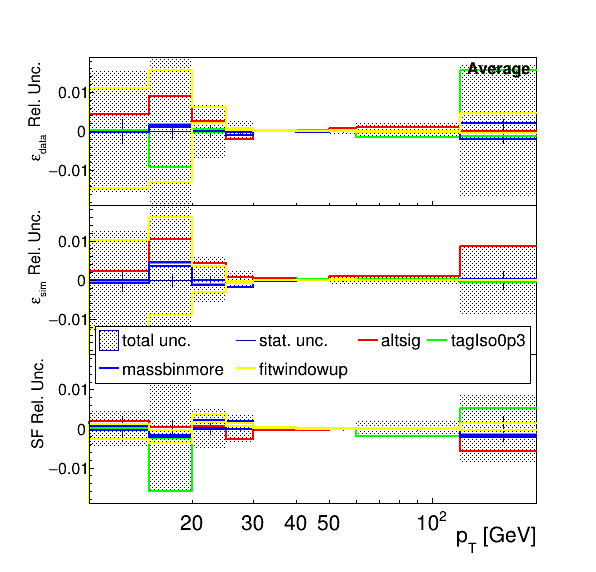 Average
ε_data Rel. Unc.
0.01
0
−0.01
ε_sim Rel. Unc.
0.01
0
−0.01
total unc. stat. unc. altsig tagIso0p3
massbinmore fitwindowup
SF Rel. Unc.
0.01
0
−0.01
20 30 40 50 10²
p_T [GeV]